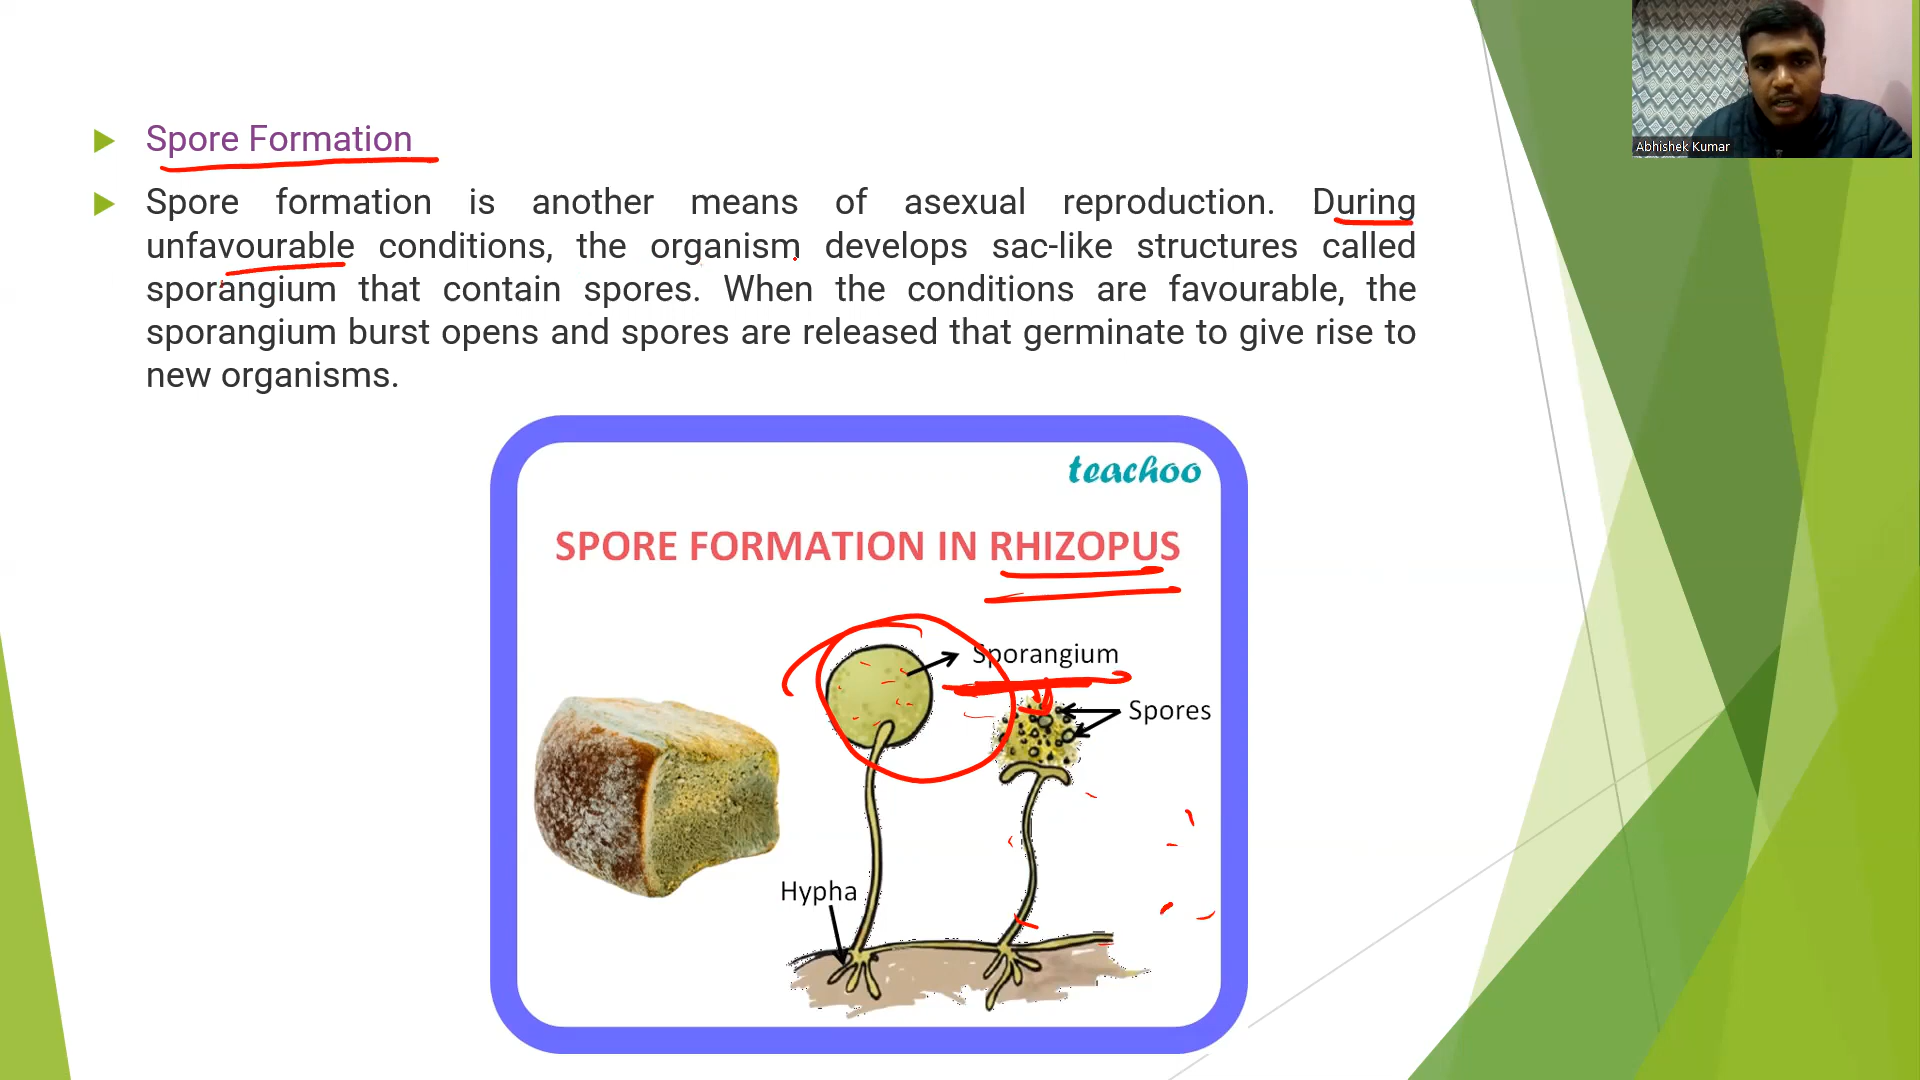 Spore Formation
Spore formation is another means of asexual reproduction. During
unfavourable conditions, the organism develops sac-like structures called
sporangium that contain spores. When the conditions are favourable, the
sporangium burst opens and spores are released that germinate to give rise to
new organisms.
teachoo
SPORE FORMATION IN RHIZOPUS
Sporangium
Spores
Hypha
Abhishek Kumar